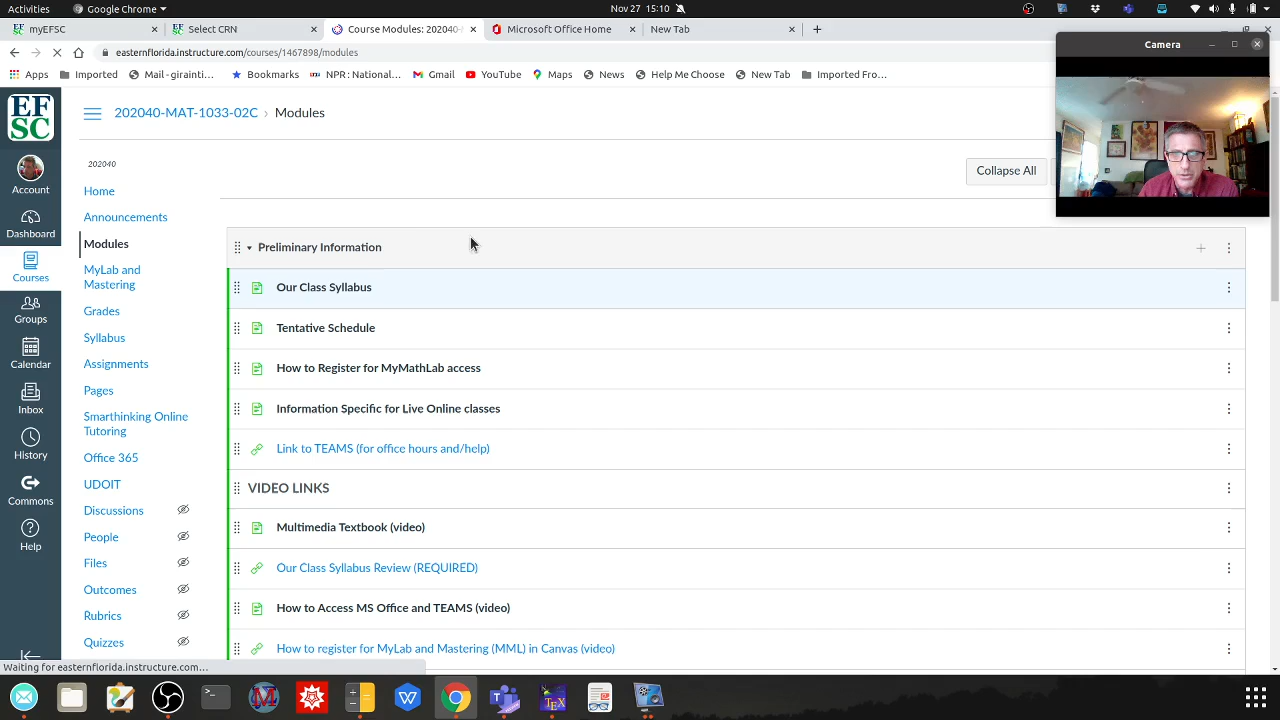 Activities
Google Chrome
Nov 27 15:10
myEFSC
Select CRN
Course Modules: 202040-
Microsoft Office Home
New Tab
easternflorida.instructure.com/courses/1467898/modules
Apps
Imported
Mail - girainti...
Bookmarks
NPR : National...
Gmail
YouTube
Maps
News
Help Me Choose
New Tab
Imported Fro...
Camera
EF
SC
202040-MAT-1033-02C › Modules
Account
Dashboard
Courses
Groups
Calendar
Inbox
History
Commons
Help
202040
Home
Announcements
Modules
MyLab and
Mastering
Grades
Syllabus
Assignments
Pages
Smarthinking Online
Tutoring
Office 365
UDOIT
Discussions
People
Files
Outcomes
Rubrics
Quizzes
Collapse All
Preliminary Information
Our Class Syllabus
Tentative Schedule
How to Register for MyMathLab access
Information Specific for Live Online classes
Link to TEAMS (for office hours and/help)
VIDEO LINKS
Multimedia Textbook (video)
Our Class Syllabus Review (REQUIRED)
How to Access MS Office and TEAMS (video)
How to register for MyLab and Mastering (MML) in Canvas (video)
Waiting for easternflorida.instructure.com...